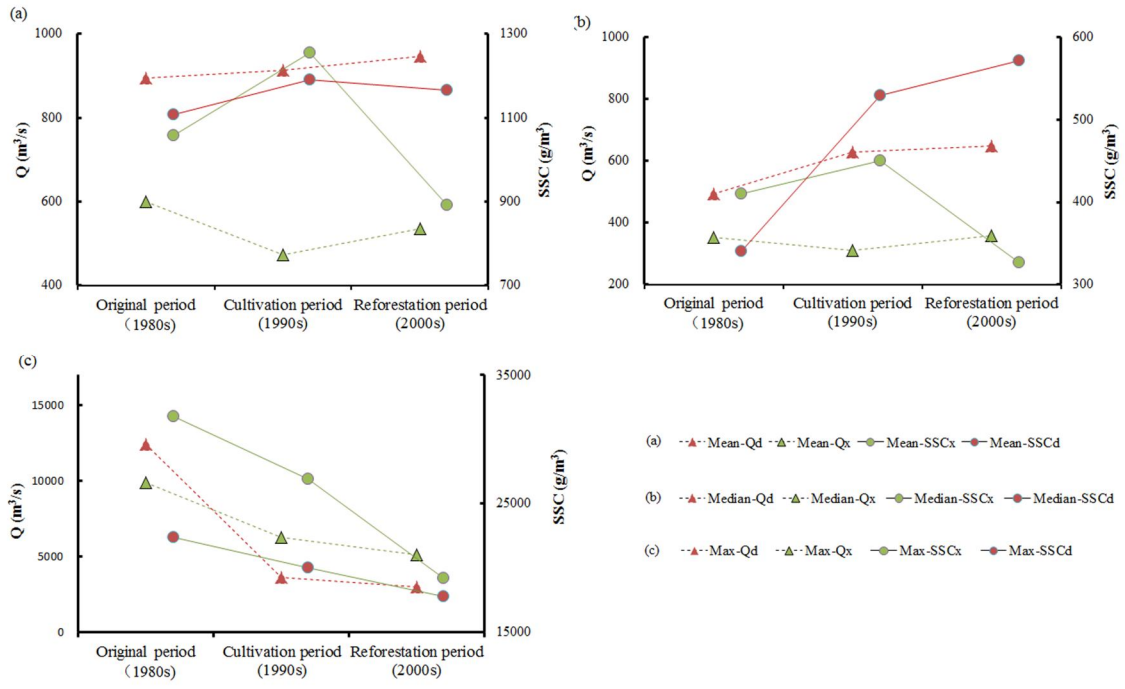 (a)
1000
800
600
400
Q (m³/s)
1300
1100
900
700
SSC (g/m³)
Original period
（1980s)
Cultivation period
(1990s)
Reforestation period
(2000s)
b)
1000
800
600
400
200
Q (m³/s)
600
500
400
300
SSC (g/m³)
Original period
（1980s)
Cultivation period
(1990s)
Reforestation period
(2000s)
(c)
15000
10000
5000
0
Q (m³/s)
35000
25000
15000
SSC (g/m³)
Original period
（1980s)
Cultivation period
(1990s)
Reforestation period
(2000s)
(a) Mean-Qd Mean-Qx Mean-SSCx Mean-SSCd
(b) Median-Qd Median-Qx Median-SSCx Median-SSCd
(c) Max-Qd Max-Qx Max-SSCx Max-SSCd